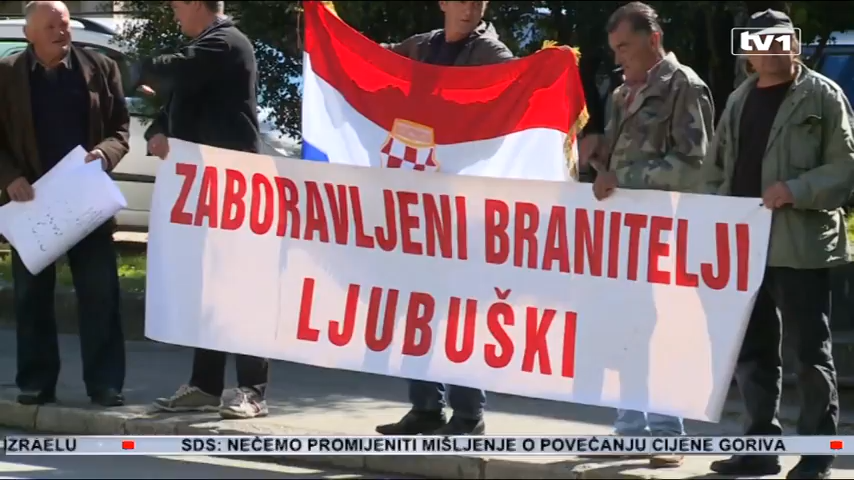 tv1
ZABORAVLJENI BRANITELJI
LJUBUŠKI
IZRAELU SDS: NEĆEMO PROMIJENITI MIŠLJENJE O POVEĆANJU CIJENE GORIVA